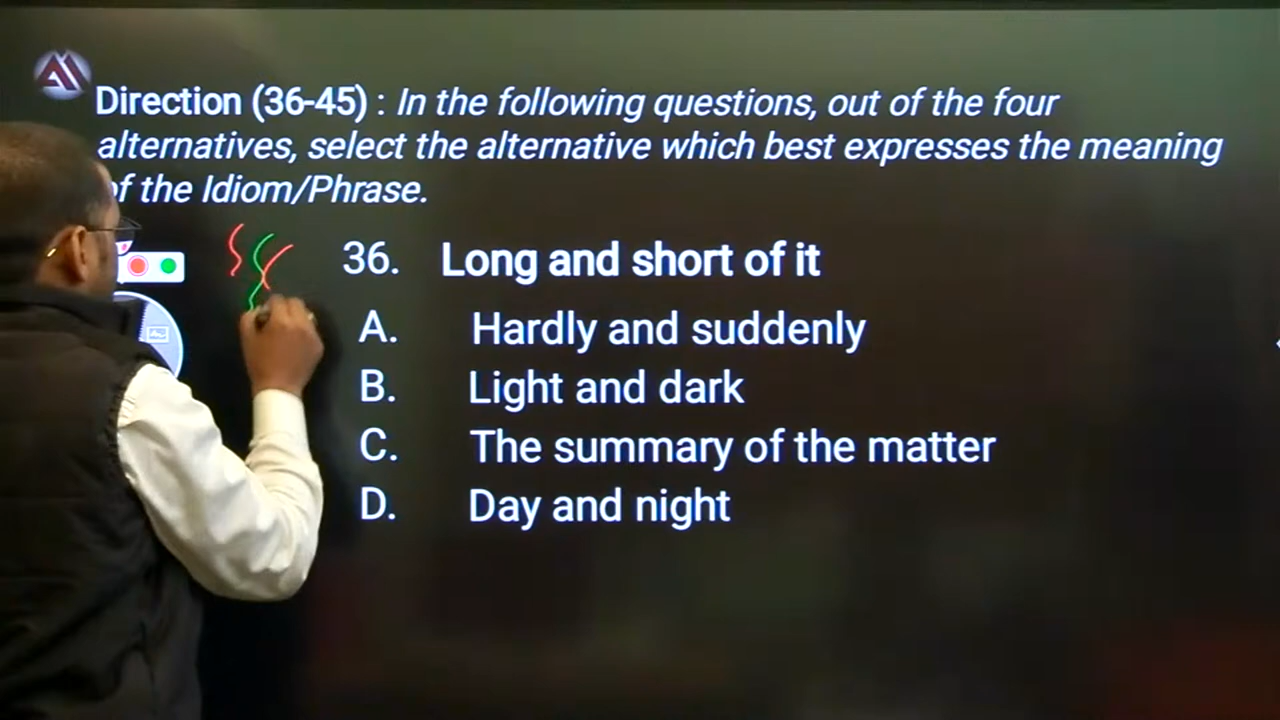 Direction (36-45) : In the following questions, out of the four
alternatives, select the alternative which best expresses the meaning
of the Idiom/Phrase.
36. Long and short of it
A. Hardly and suddenly
B. Light and dark
C. The summary of the matter
D. Day and night